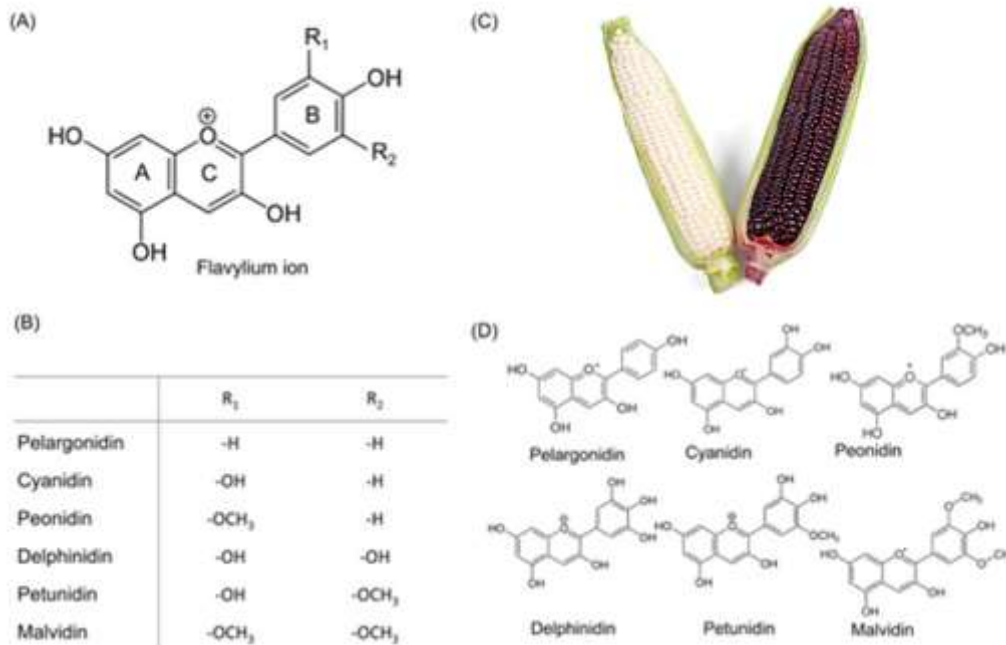 (A)
R₁
OH
B
R₂
⊕
O
HO
A
C
OH
OH
Flavylium ion
(B)
R₁ R₂
Pelargonidin -H -H
Cyanidin -OH -H
Peonidin -OCH₃ -H
Delphinidin -OH -OH
Petunidin -OH -OCH₃
Malvidin -OCH₃ -OCH₃
(C)
(D)
OH
HO
O⁺
OH
OH
Pelargonidin
OH
OH
HO
O⁺
OH
OH
Cyanidin
OCH₃
OH
HO
O
OH
HO
Peonidin
OH
OH
HO
OH
OH
OH
Delphinidin
OH
OH
HO
OCH₃
OH
OH
Petunidin
O
OH
HO
O⁺
OH
OH
Malvidin